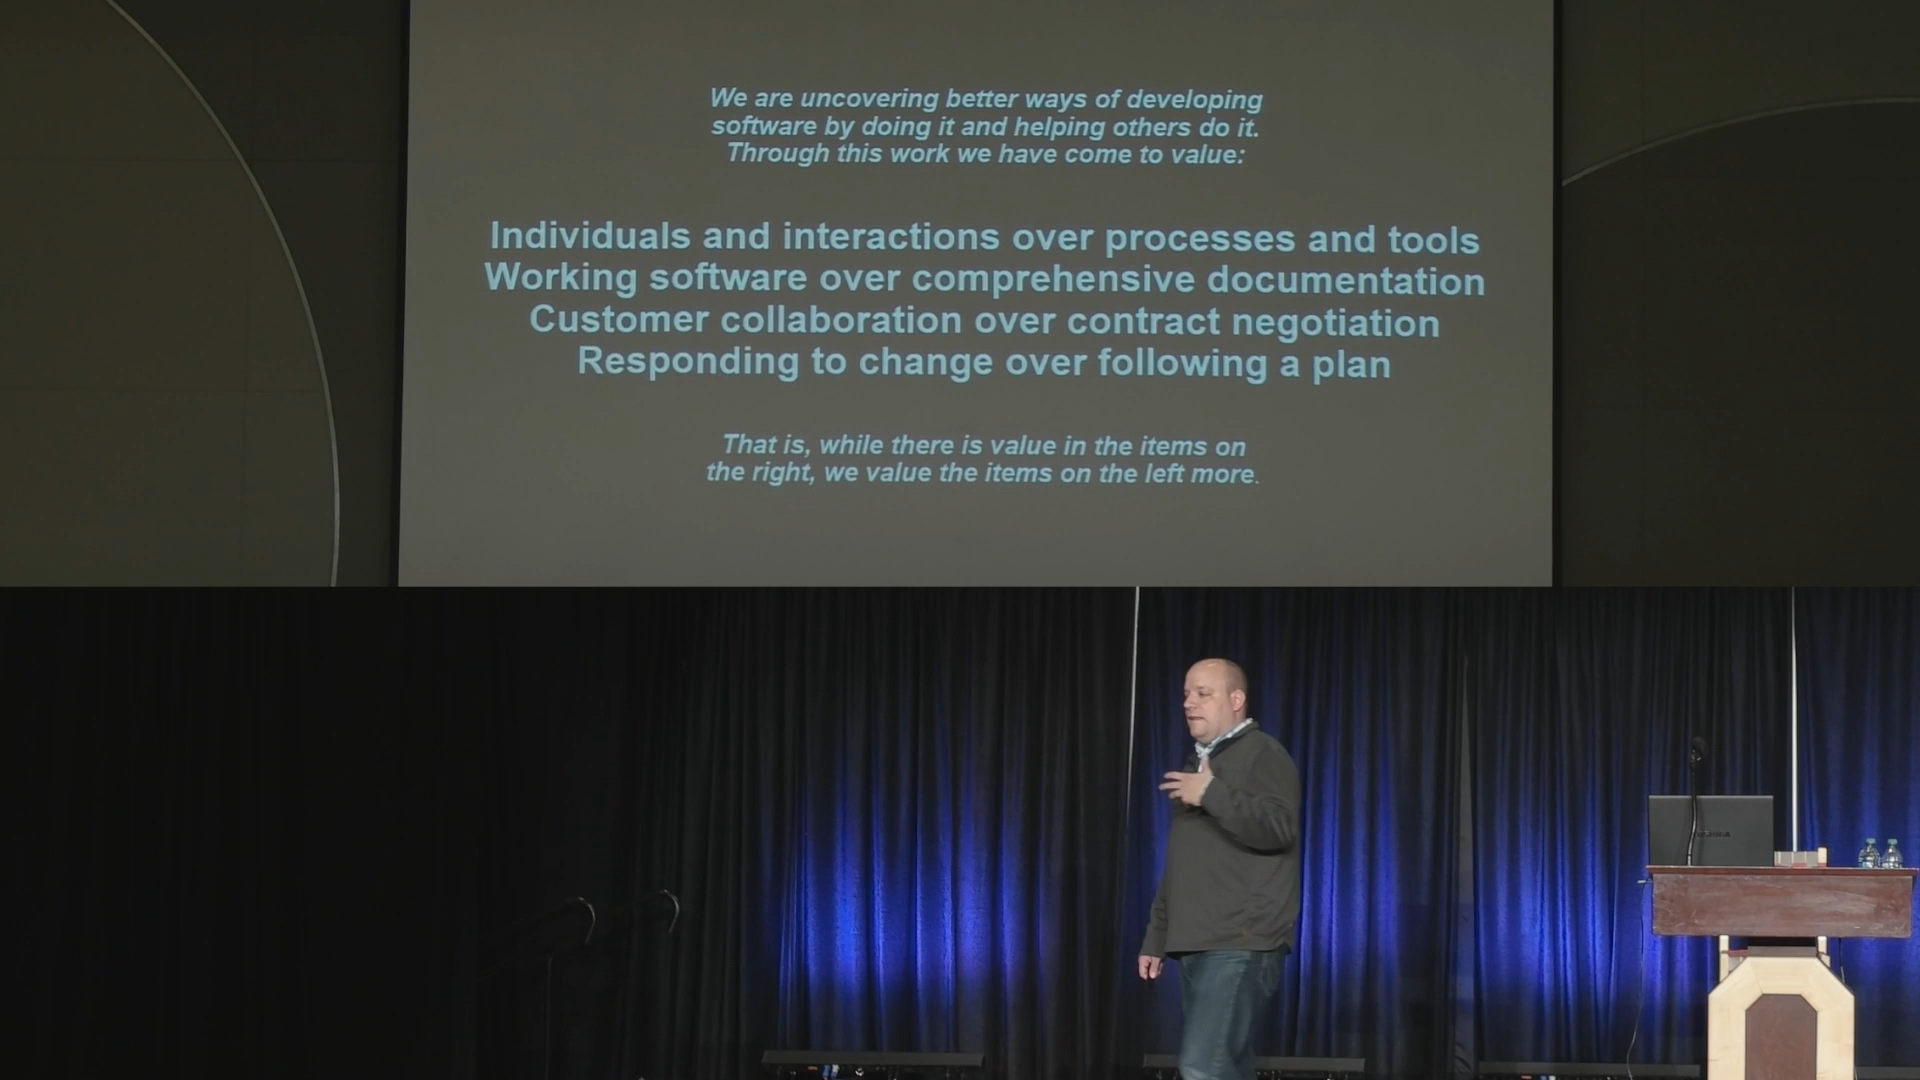 We are uncovering better ways of developing
software by doing it and helping others do it.
Through this work we have come to value:
Individuals and interactions over processes and tools
Working software over comprehensive documentation
Customer collaboration over contract negotiation
Responding to change over following a plan
That is, while there is value in the items on
the right, we value the items on the left more.